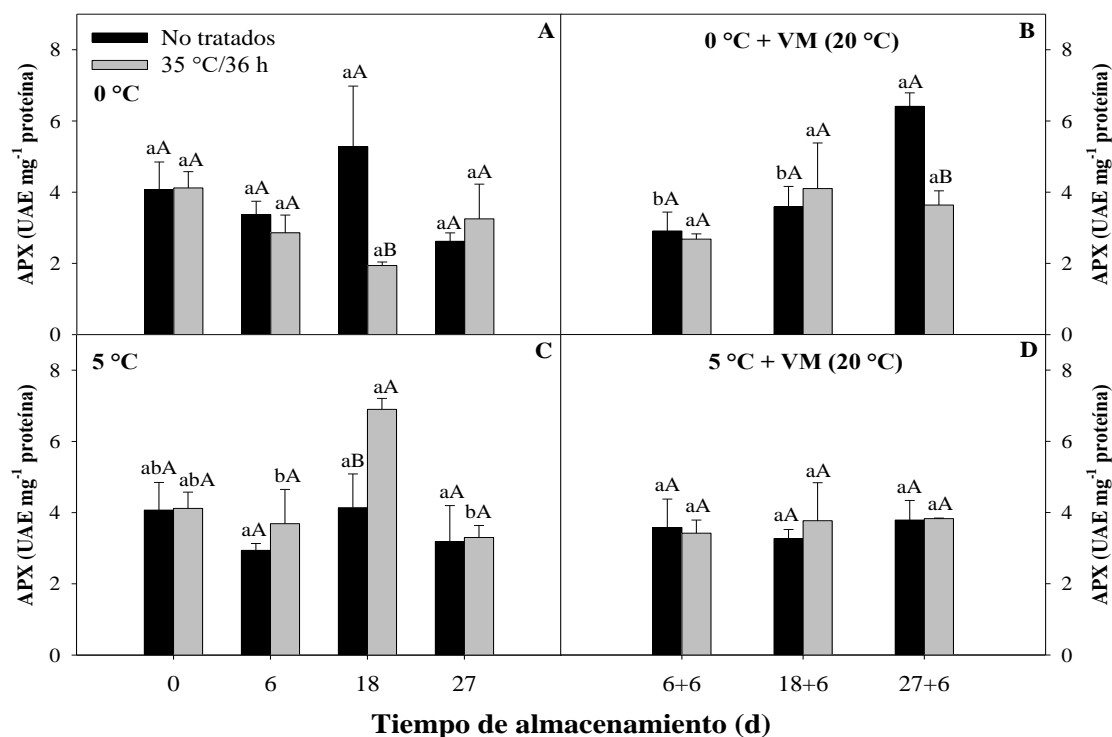 No tratados
35 °C/36 h
0 °C
A
8
6
4
2
0
APX (UAE mg⁻¹ proteína)
aA aA aA aA aA aB aA aA
0 °C + VM (20 °C)
B
8
6
4
2
0
APX (UAE mg⁻¹ proteína)
bA aA bA aA aA aB
5 °C
C
8
6
4
2
0
APX (UAE mg⁻¹ proteína)
abA abA aA bA aB aA aA bA
0 6 18 27
5 °C + VM (20 °C)
D
8
6
4
2
0
APX (UAE mg⁻¹ proteína)
aA aA aA aA aA aA
6+6 18+6 27+6
Tiempo de almacenamiento (d)